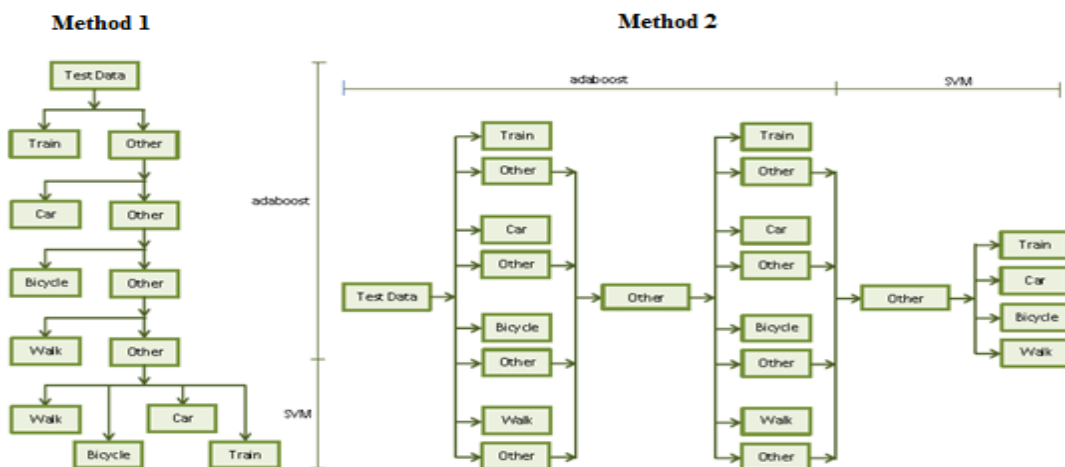 Method 1
Test Data
Train
Other
Car
Other
Bicycle
Other
Walk
Other
Walk
Car
Bicycle
Train
adaboost
SVM
Method 2
adaboost
SVM
Test Data
Train
Other
Car
Other
Bicycle
Other
Walk
Other
Other
Train
Other
Car
Other
Bicycle
Other
Walk
Other
Other
Train
Car
Bicycle
Walk